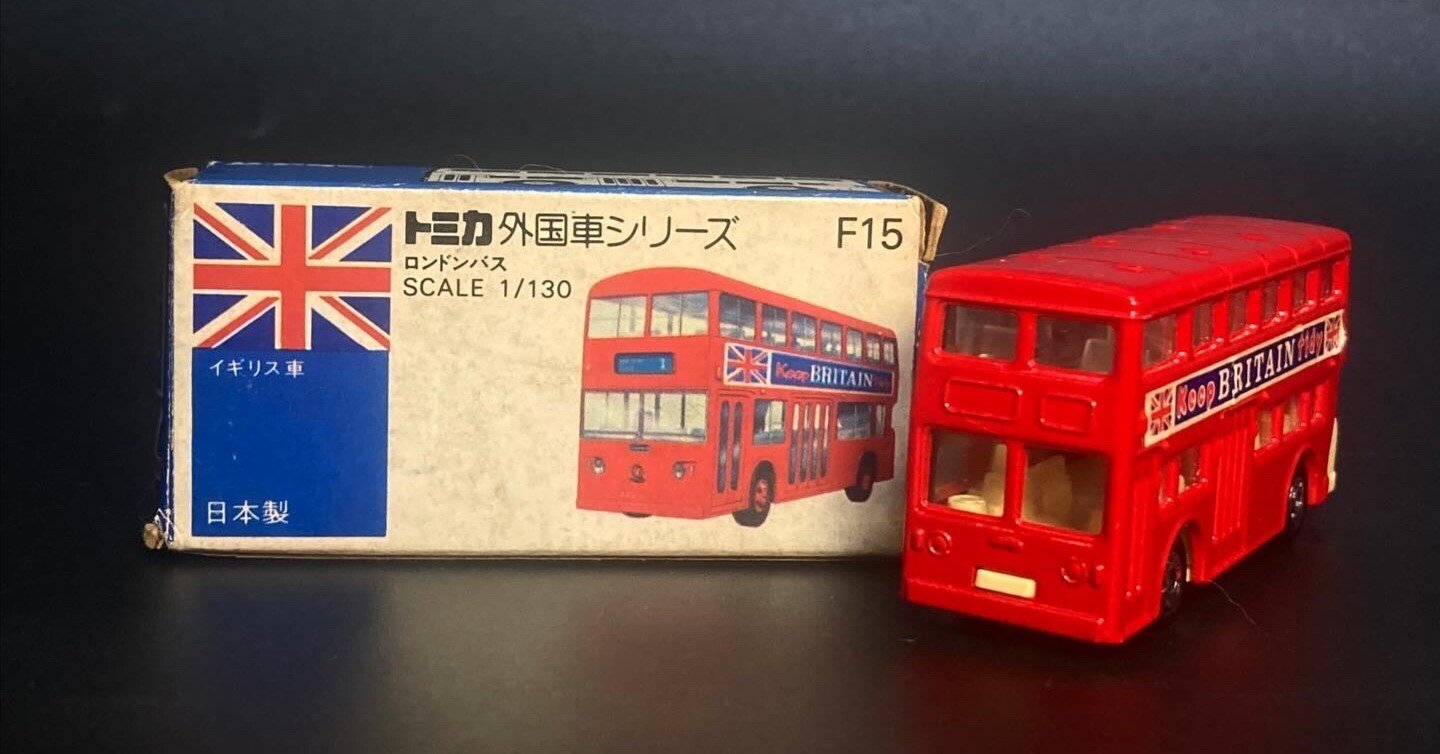 トミカ 外国車シリーズ F15
ロンドンバス
SCALE 1/130
イギリス車
日本製
Keep BRITAIN tidy
Keep BRITAIN tidy